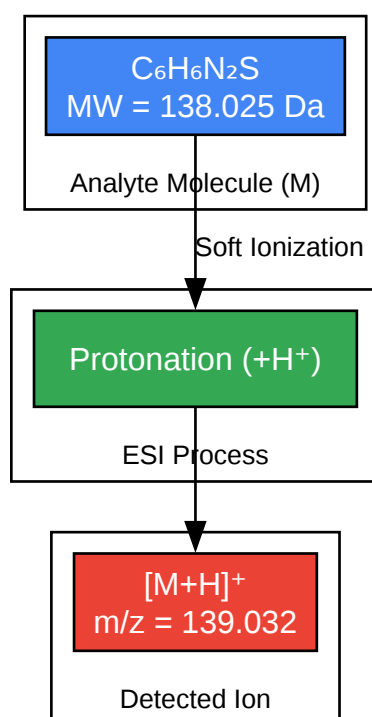 C₆H₆N₂S
MW = 138.025 Da
Analyte Molecule (M)
Soft Ionization
Protonation (+H⁺)
ESI Process
[M+H]⁺
m/z = 139.032
Detected Ion